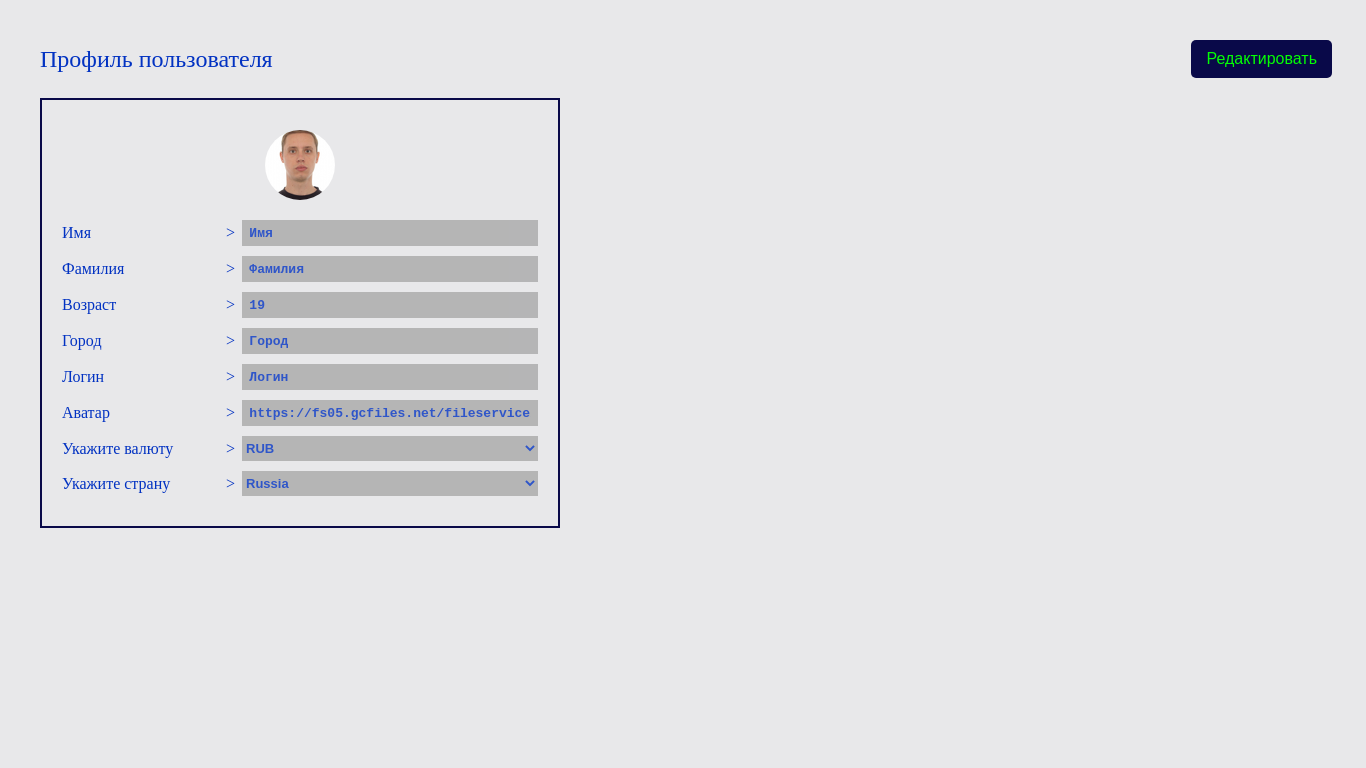 Профиль пользователя
Редактировать
Имя > Имя
Фамилия > Фамилия
Возраст > 19
Город > Город
Логин > Логин
Аватар > https://fs05.gcfiles.net/fileservice
Укажите валюту > RUB
Укажите страну > Russia